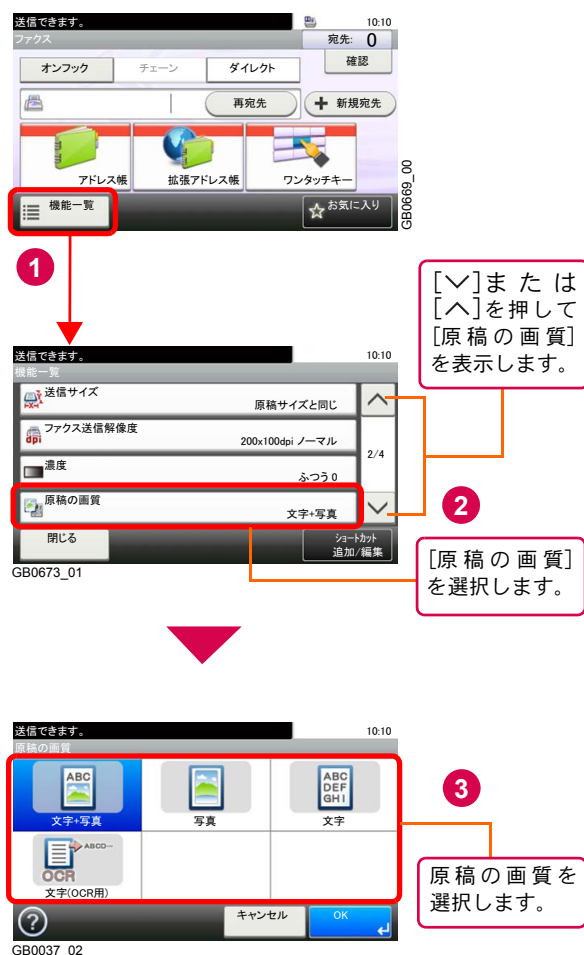 送信できます。
10:10
ファクス
宛先: 0
オンフック
チェーン
ダイレクト
確認
再宛先
+ 新規宛先
アドレス帳
拡張アドレス帳
ワンタッチキー
機能一覧
お気に入り
GB0669_00
1
[∨]または
[∧]を押して
[原稿の画質]
を表示します。
送信できます。
10:10
機能一覧
送信サイズ
原稿サイズと同じ
dpi
ファクス送信解像度
200x100dpi ノーマル
2/4
濃度
ふつう 0
原稿の画質
文字+写真
2
閉じる
ショートカット
追加/編集
GB0673_01
[原稿の画質]
を選択します。
送信できます。
10:10
原稿の画質
ABC
文字+写真
写真
ABC
DEF
GHI
文字
ABCD…
OCR
文字(OCR用)
3
原稿の画質を
選択します。
?
キャンセル
OK
GB0037_02